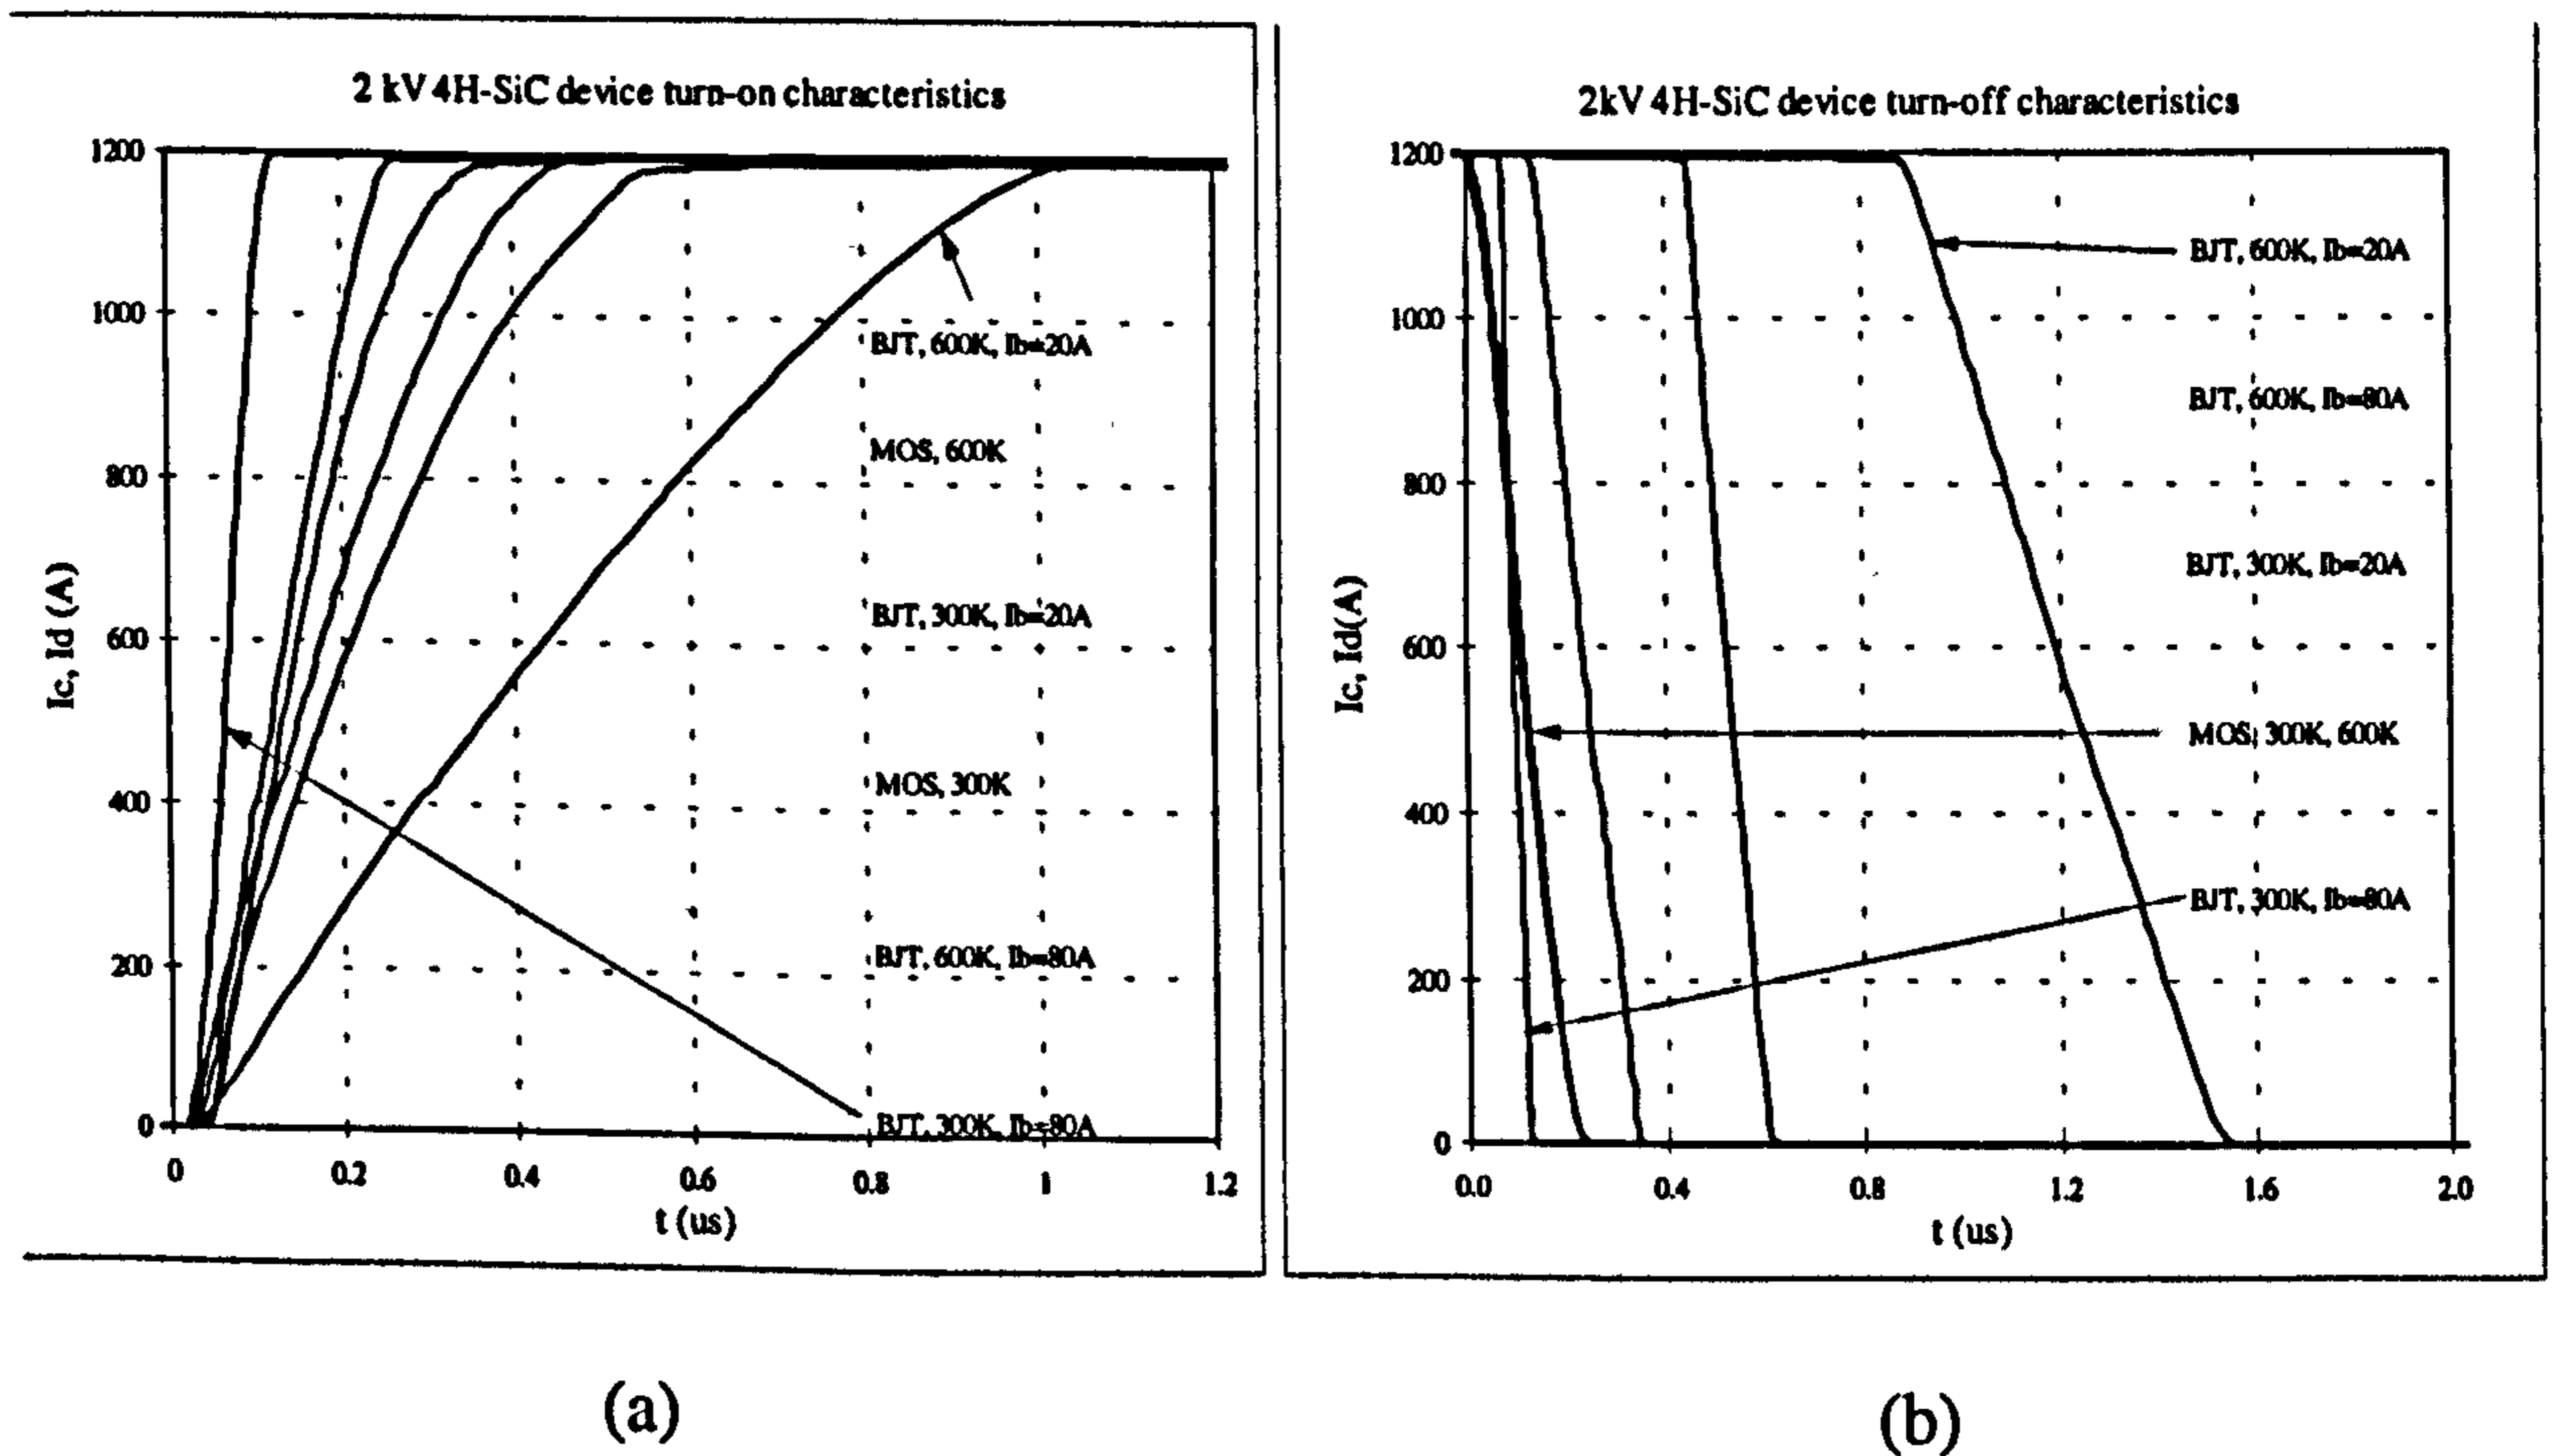 2 kV 4H-SiC device turn-on characteristics
1200
1000
800
600
400
200
0
Ic, Id (A)
BJT, 600K, Ib=20A
MOS, 600K
BJT, 300K, Ib=20A
MOS, 300K
BJT, 600K, Ib=80A
BJT, 300K, Ib=80A
0 0.2 0.4 0.6 0.8 1 1.2
t (us)
(a)
2kV 4H-SiC device turn-off characteristics
1200
1000
800
600
400
200
0
Ic, Id(A)
BJT, 600K, Ib=20A
BJT, 600K, Ib=80A
BJT, 300K, Ib=20A
MOS, 300K, 600K
BJT, 300K, Ib=80A
0.0 0.4 0.8 1.2 1.6 2.0
t (us)
(b)